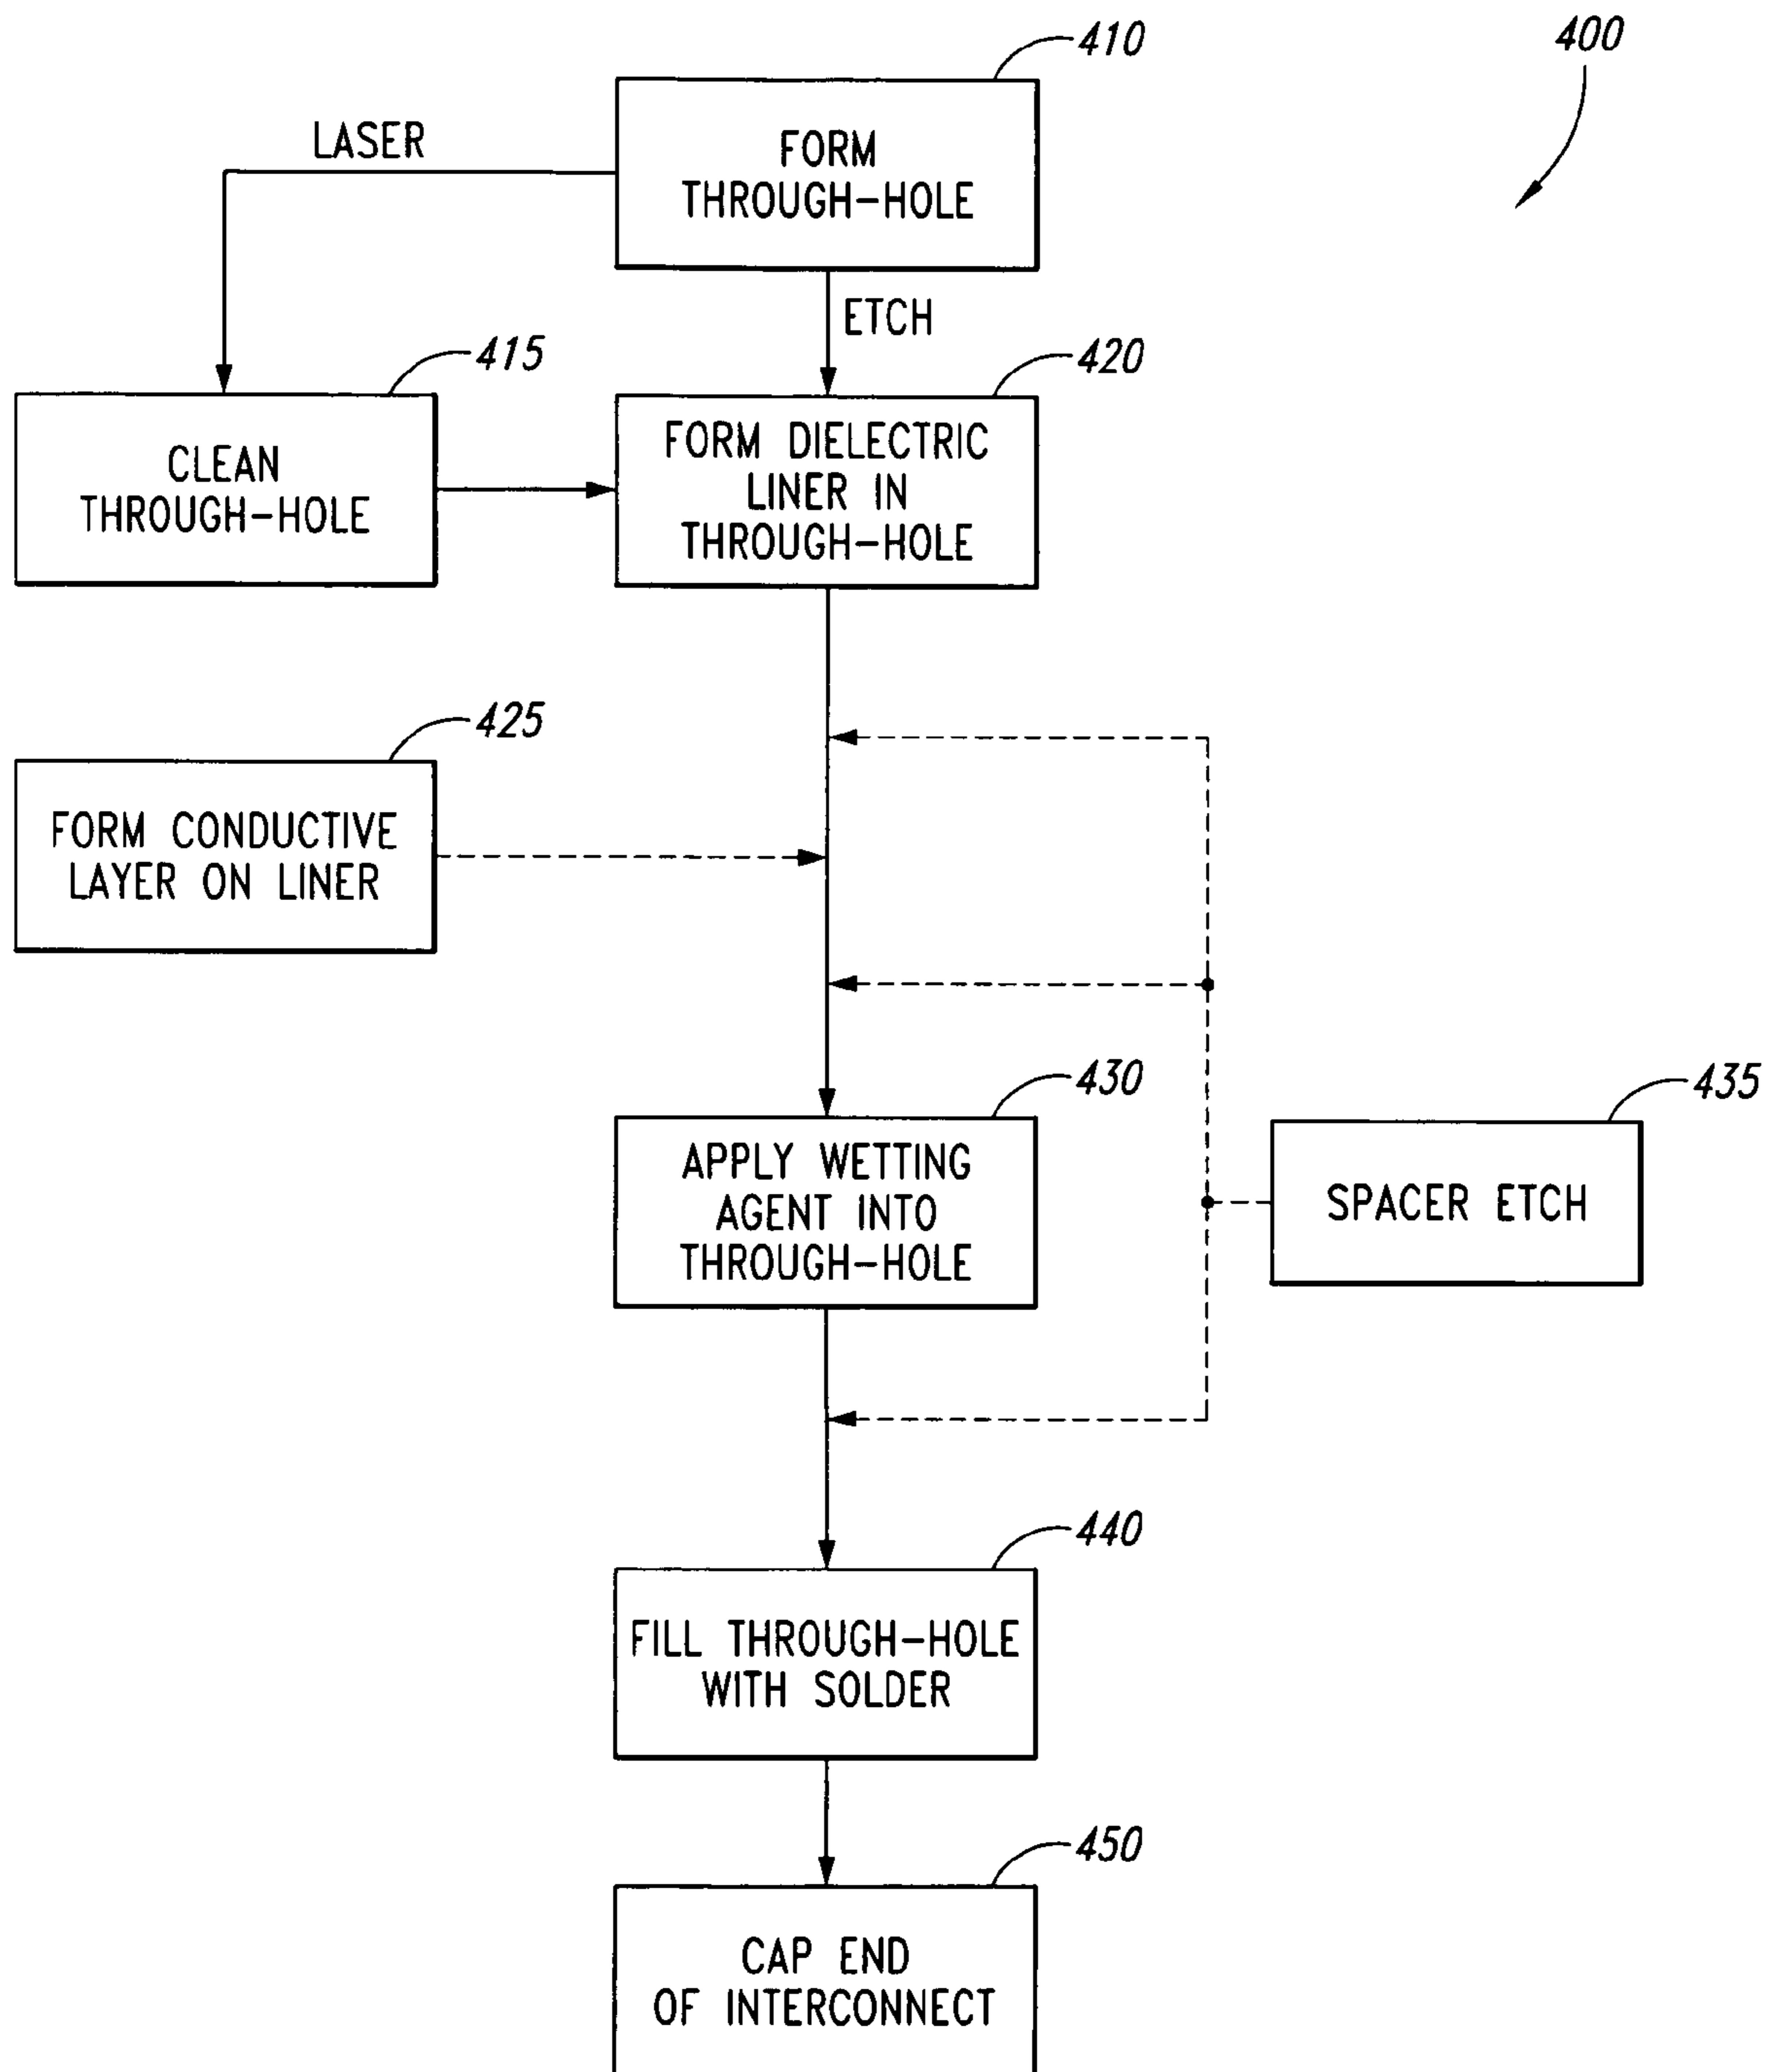 400
410
FORM
THROUGH-HOLE
LASER
ETCH
415
CLEAN
THROUGH-HOLE
420
FORM DIELECTRIC
LINER IN
THROUGH-HOLE
425
FORM CONDUCTIVE
LAYER ON LINER
430
APPLY WETTING
AGENT INTO
THROUGH-HOLE
435
SPACER ETCH
440
FILL THROUGH-HOLE
WITH SOLDER
450
CAP END
OF INTERCONNECT